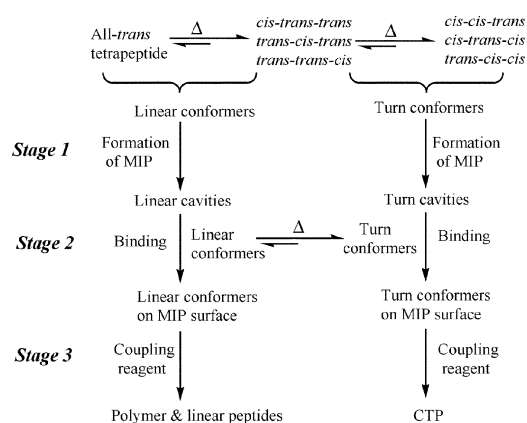 All-trans
tetrapeptide
Δ
cis-trans-trans
trans-cis-trans
trans-trans-cis
Δ
cis-cis-trans
cis-trans-cis
trans-cis-cis
Linear conformers
Turn conformers
Stage 1
Formation
of MIP
Formation
of MIP
Linear cavities
Turn cavities
Stage 2
Binding
Linear
conformers
Δ
Turn
conformers
Binding
Linear conformers
on MIP surface
Turn conformers
on MIP surface
Stage 3
Coupling
reagent
Coupling
reagent
Polymer & linear peptides
CTP